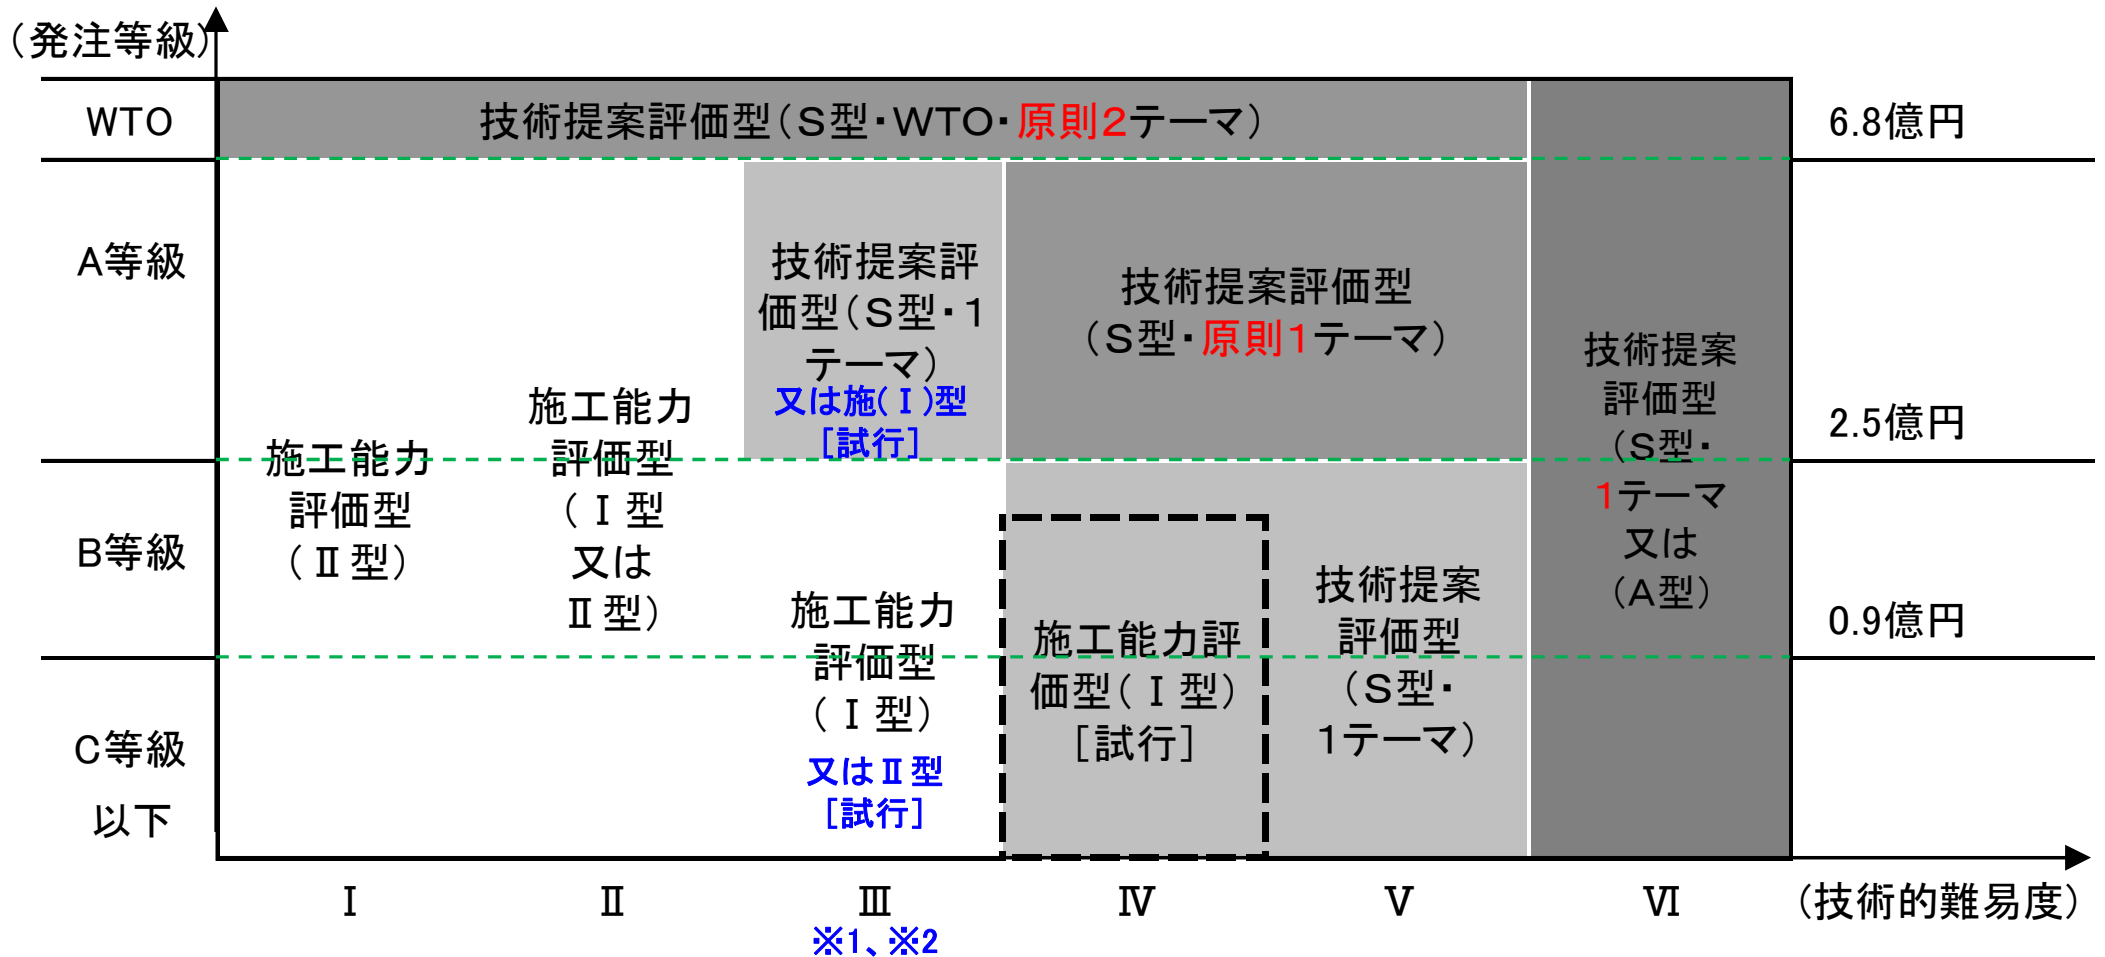 （発注等級）
WTO
技術提案評価型（S型・WTO・原則2テーマ）
6.8億円
A等級
技術提案評
価型（S型・1
テーマ）
又は施(Ⅰ)型
[試行]
技術提案評価型
（S型・原則1テーマ）
2.5億円
施工能力
評価型
（Ⅱ型）
施工能力
評価型
（Ⅰ型
又は
Ⅱ型）
技術提案
評価型
（S型・
1テーマ
又は
（A型）
B等級
0.9億円
施工能力
評価型
（Ⅰ型）
又はⅡ型
[試行]
施工能力評
価型（Ⅰ型）
[試行]
技術提案
評価型
（S型・
1テーマ）
C等級
以下
Ⅰ
Ⅱ
Ⅲ
Ⅳ
Ⅴ
Ⅵ
（技術的難易度）
※1、※2